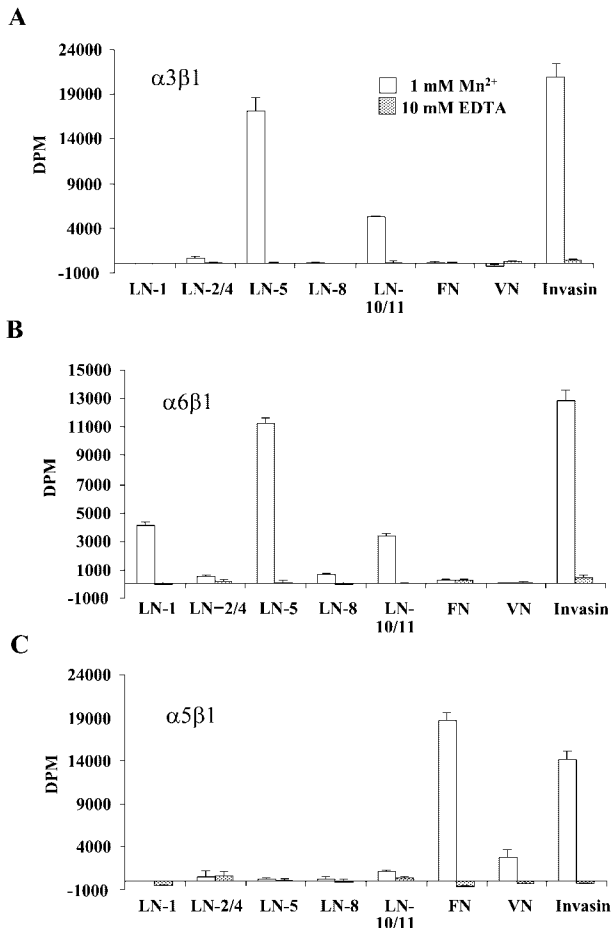 A
24000
19000
14000
9000
4000
-1000
DPM
α3β1
1 mM Mn²⁺
10 mM EDTA
LN-1 LN-2/4 LN-5 LN-8 LN- FN VN Invasin
10/11
B
15000
13000
11000
9000
7000
5000
3000
1000
-1000
DPM
α6β1
LN-1 LN−2/4 LN-5 LN-8 LN- FN VN Invasin
10/11
C
24000
19000
14000
9000
4000
-1000
DPM
α5β1
LN-1 LN-2/4 LN-5 LN-8 LN- FN VN Invasin
10/11